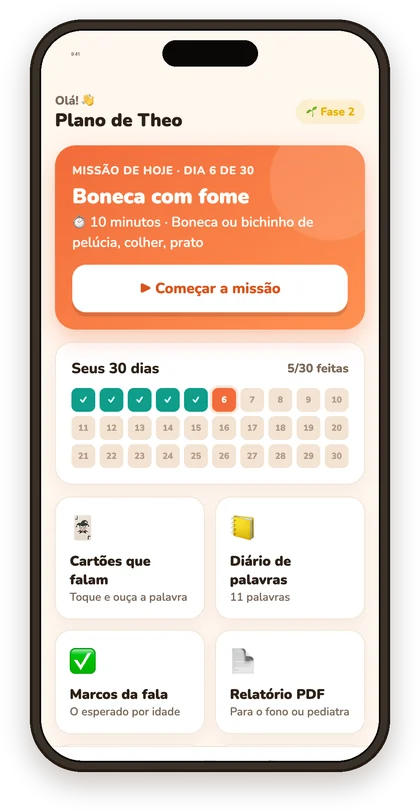 9:41
Olá! 👋
Plano de Theo
🌱 Fase 2
MISSÃO DE HOJE · DIA 6 DE 30
Boneca com fome
⏱️ 10 minutos · Boneca ou bichinho de
pelúcia, colher, prato
▶ Começar a missão
Seus 30 dias
5/30 feitas
✓ ✓ ✓ ✓ ✓ 6 7 8 9 10
11 12 13 14 15 16 17 18 19 20
21 22 23 24 25 26 27 28 29 30
Cartões que
falam
Toque e ouça a palavra
Diário de
palavras
11 palavras
Marcos da fala
O esperado por idade
Relatório PDF
Para o fono ou pediatra